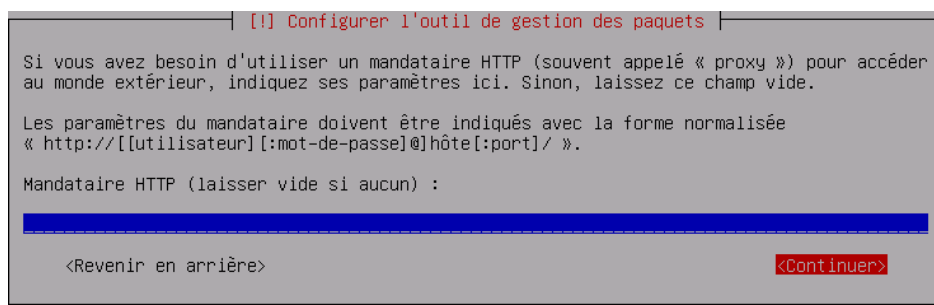 [!] Configurer l'outil de gestion des paquets
Si vous avez besoin d'utiliser un mandataire HTTP (souvent appelé « proxy ») pour accéder
au monde extérieur, indiquez ses paramètres ici. Sinon, laissez ce champ vide.
Les paramètres du mandataire doivent être indiqués avec la forme normalisée
« http://[[utilisateur][:mot-de-passe]@]hôte[:port]/ ».
Mandataire HTTP (laisser vide si aucun) :
<Revenir en arrière> <Continuer>